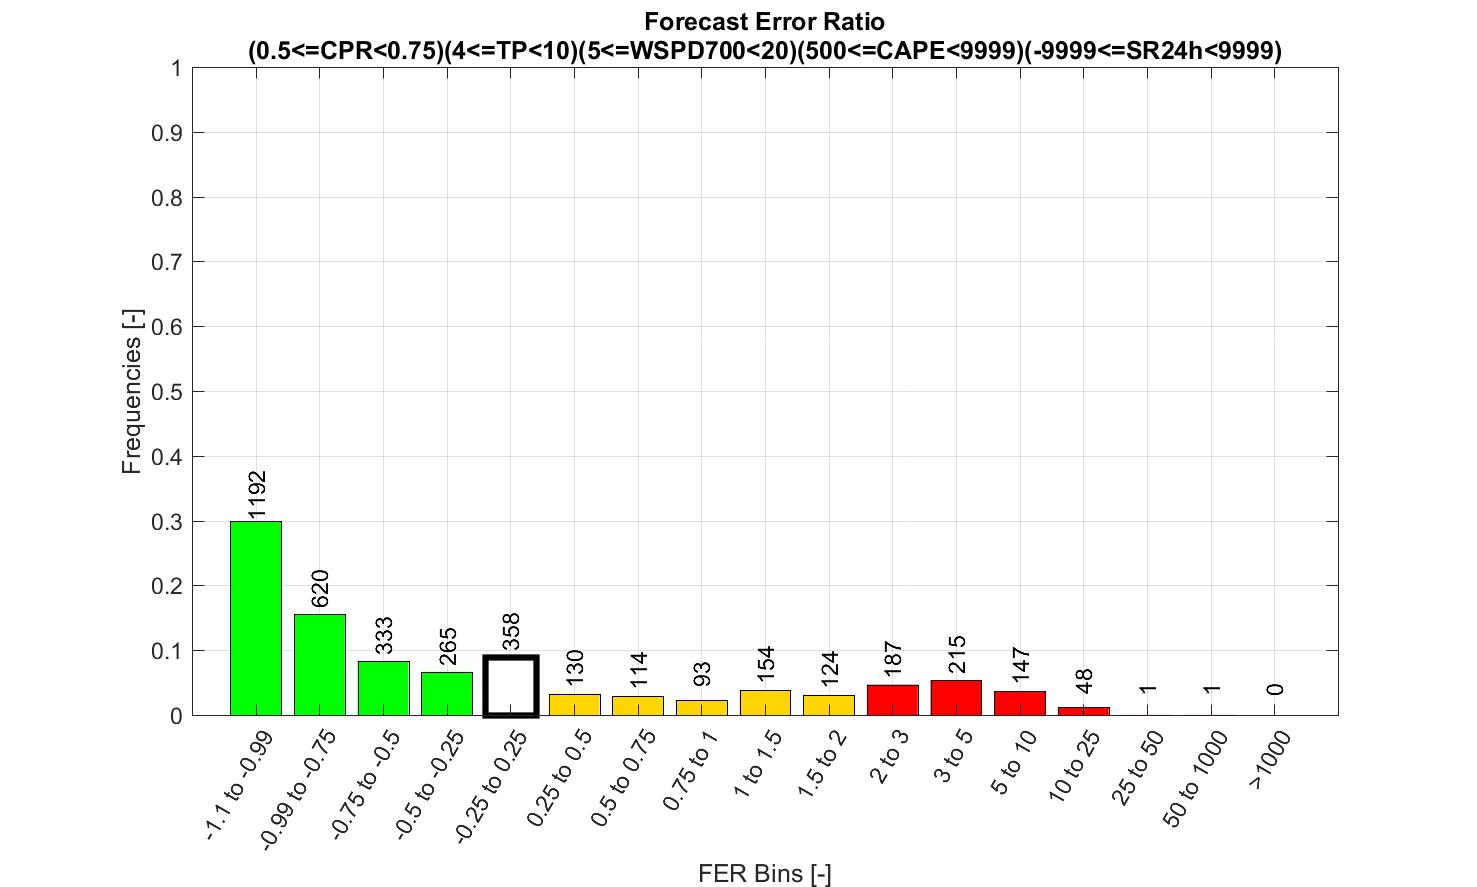 Forecast Error Ratio
(0.5<=CPR<0.75)(4<=TP<10)(5<=WSPD700<20)(500<=CAPE<9999)(-9999<=SR24h<9999)
1
0.9
0.8
0.7
0.6
0.5
0.4
0.3
0.2
0.1
0
Frequencies [-]
1192
620
333
265
358
130
114
93
154
124
187
215
147
48
1
1
0
-1.1 to -0.99
-0.99 to -0.75
-0.75 to -0.5
-0.5 to -0.25
-0.25 to 0.25
0.25 to 0.5
0.5 to 0.75
0.75 to 1
1 to 1.5
1.5 to 2
2 to 3
3 to 5
5 to 10
10 to 25
25 to 50
50 to 1000
>1000
FER Bins [-]